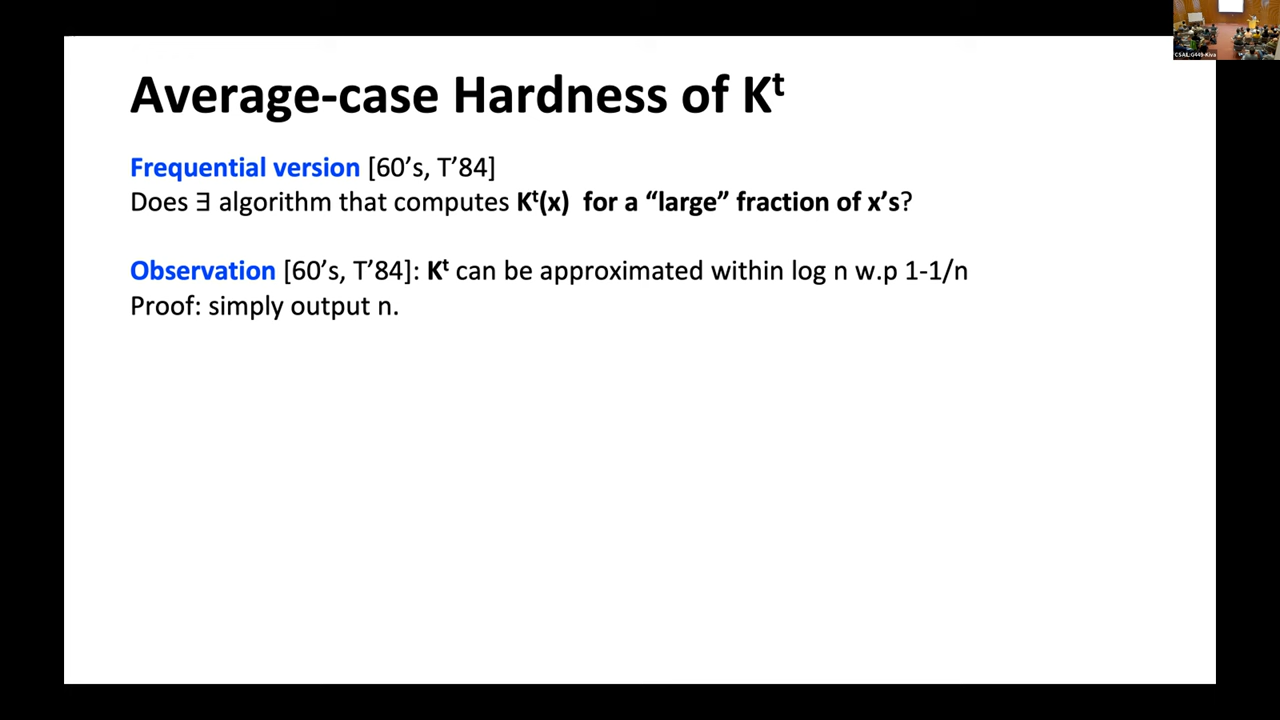 Average-case Hardness of Kᵗ
Frequential version [60’s, T’84]
Does ∃ algorithm that computes Kᵗ(x) for a “large” fraction of x’s?
Observation [60’s, T’84]: Kᵗ can be approximated within log n w.p 1-1/n
Proof: simply output n.